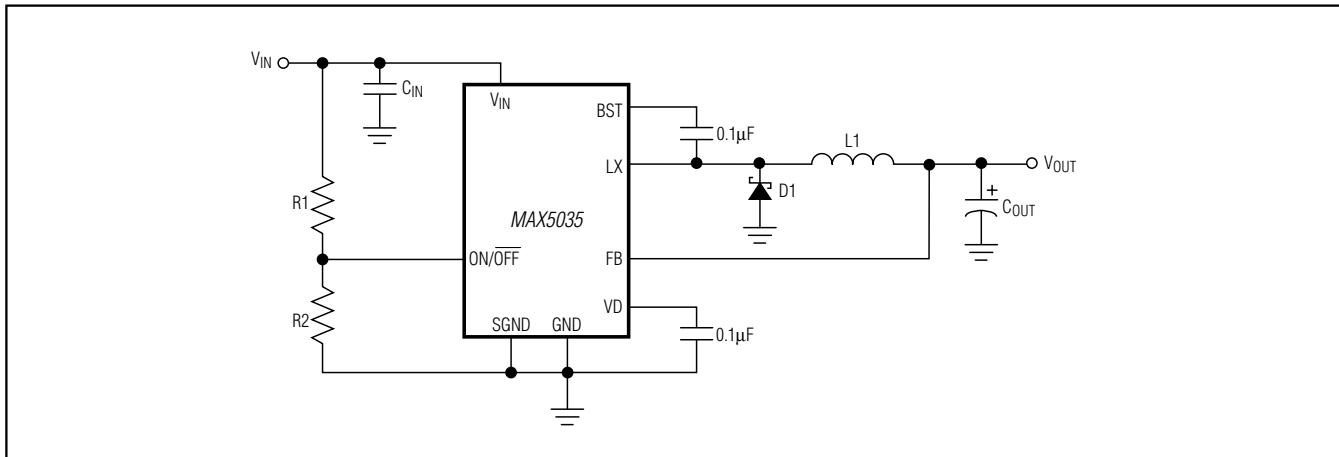 VIN
CIN
VIN
BST
0.1μF
LX
L1
VOUT
D1
COUT
+
R1
MAX5035
ON/OFF
FB
R2
VD
SGND
GND
0.1μF